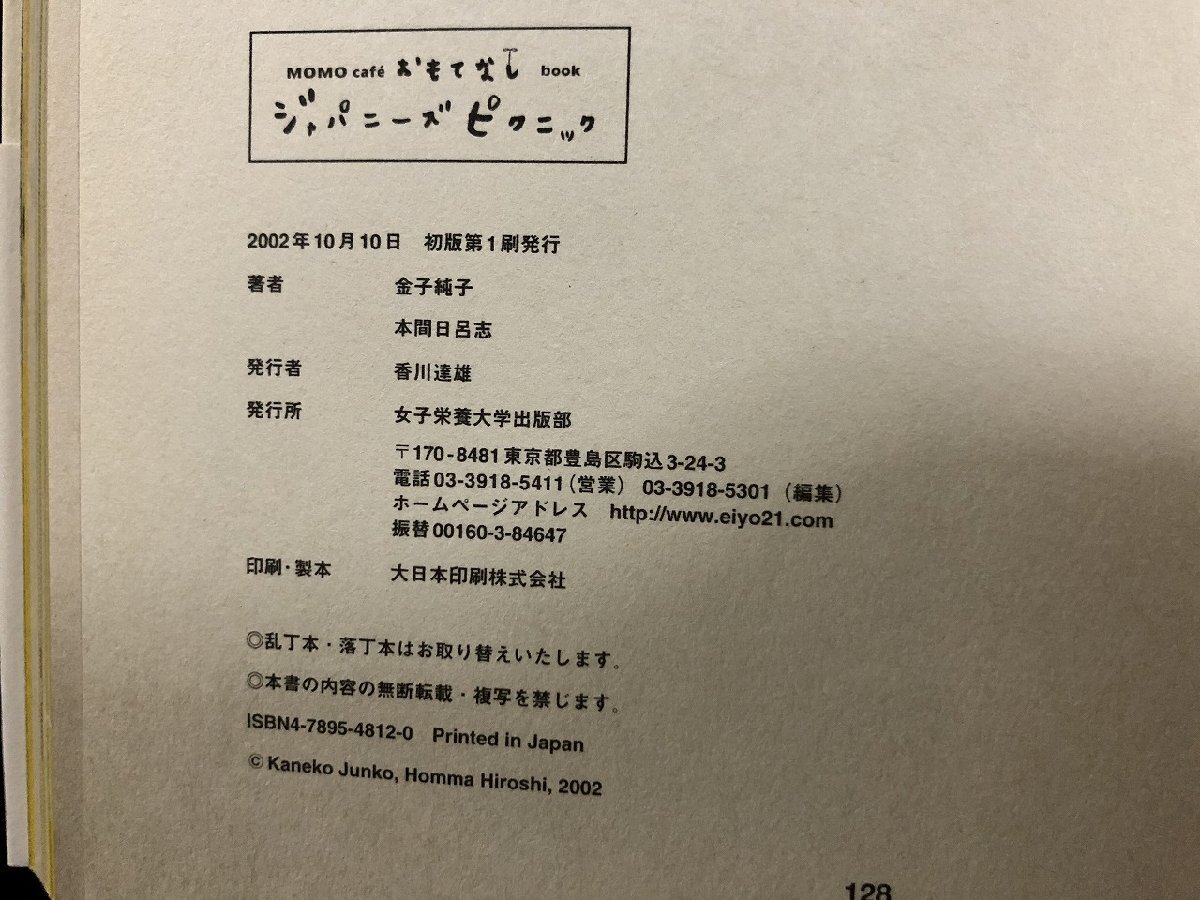 MOMO café おもてなし book
ジャパニーズ ピクニック
2002年10月10日 初版第1刷発行
著者 金子純子
本間日呂志
発行者 香川達雄
発行所 女子栄養大学出版部
〒170-8481 東京都豊島区駒込3-24-3
電話03-3918-5411（営業） 03-3918-5301（編集）
ホームページアドレス http://www.eiyo21.com
振替00160-3-84647
印刷・製本 大日本印刷株式会社
◎乱丁本・落丁本はお取り替えいたします。
◎本書の内容の無断転載・複写を禁じます。
ISBN4-7895-4812-0 Printed in Japan
© Kaneko Junko, Homma Hiroshi, 2002
128